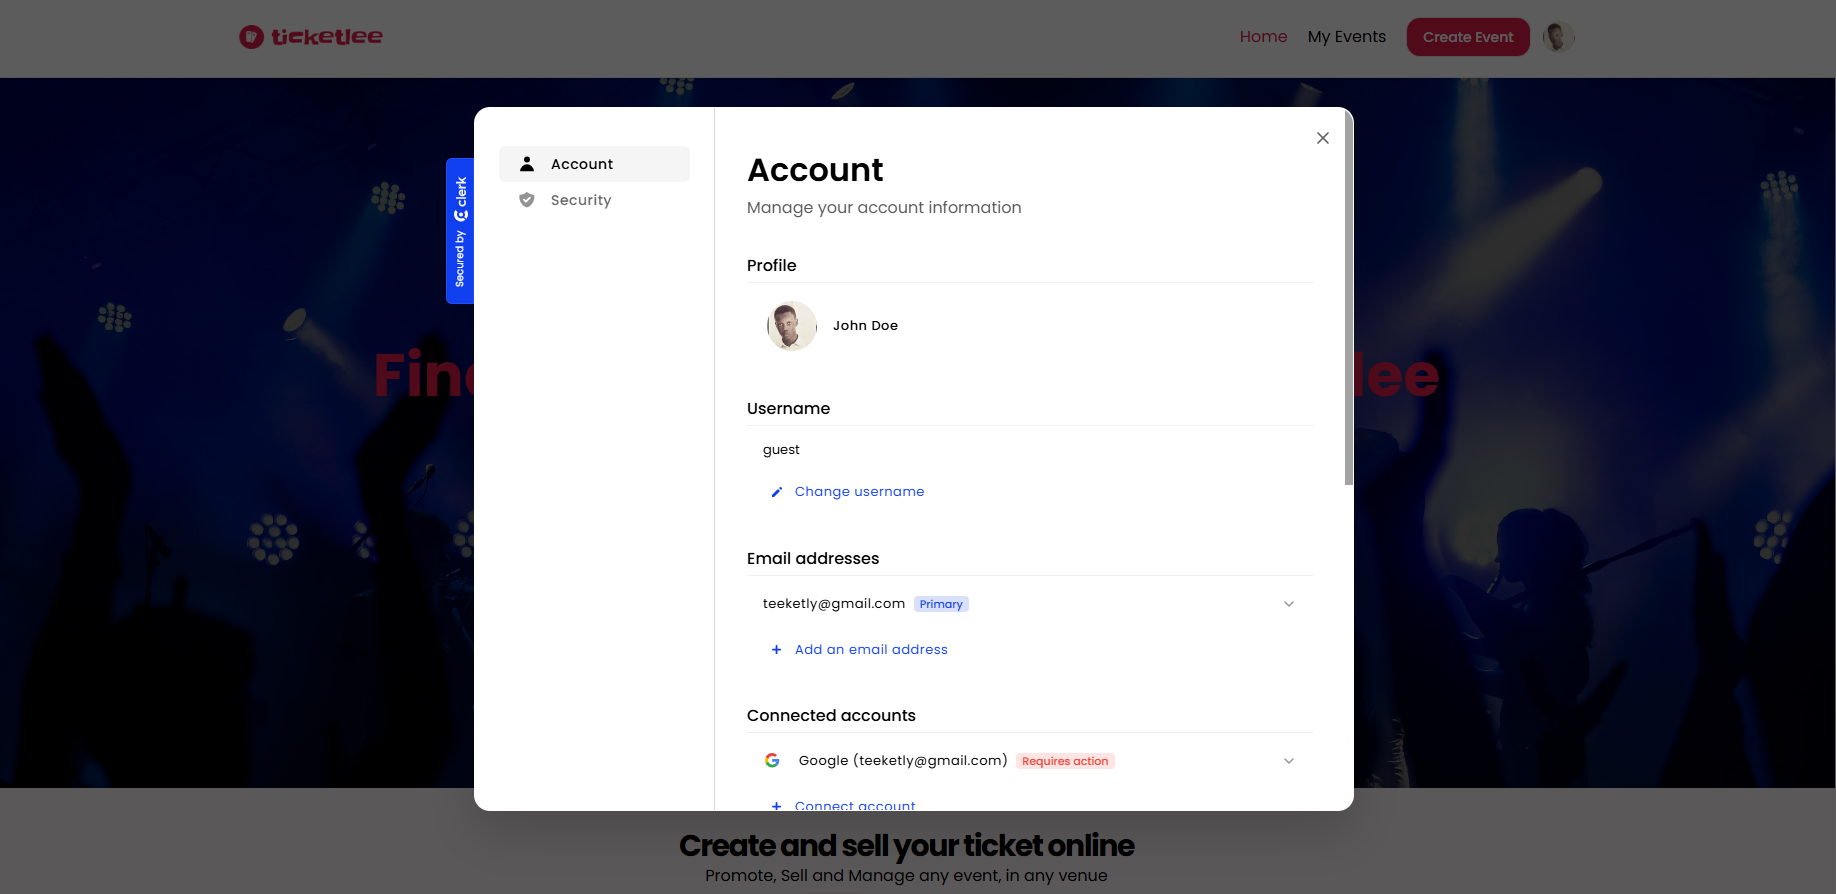 ticketlee
Home
My Events
Create Event
Account
Security
Secured by clerk
Account
Manage your account information
Profile
John Doe
Username
guest
Change username
Email addresses
teeketly@gmail.com Primary
Add an email address
Connected accounts
Google (teeketly@gmail.com) Requires action
Connect account
Create and sell your ticket online
Promote, Sell and Manage any event, in any venue